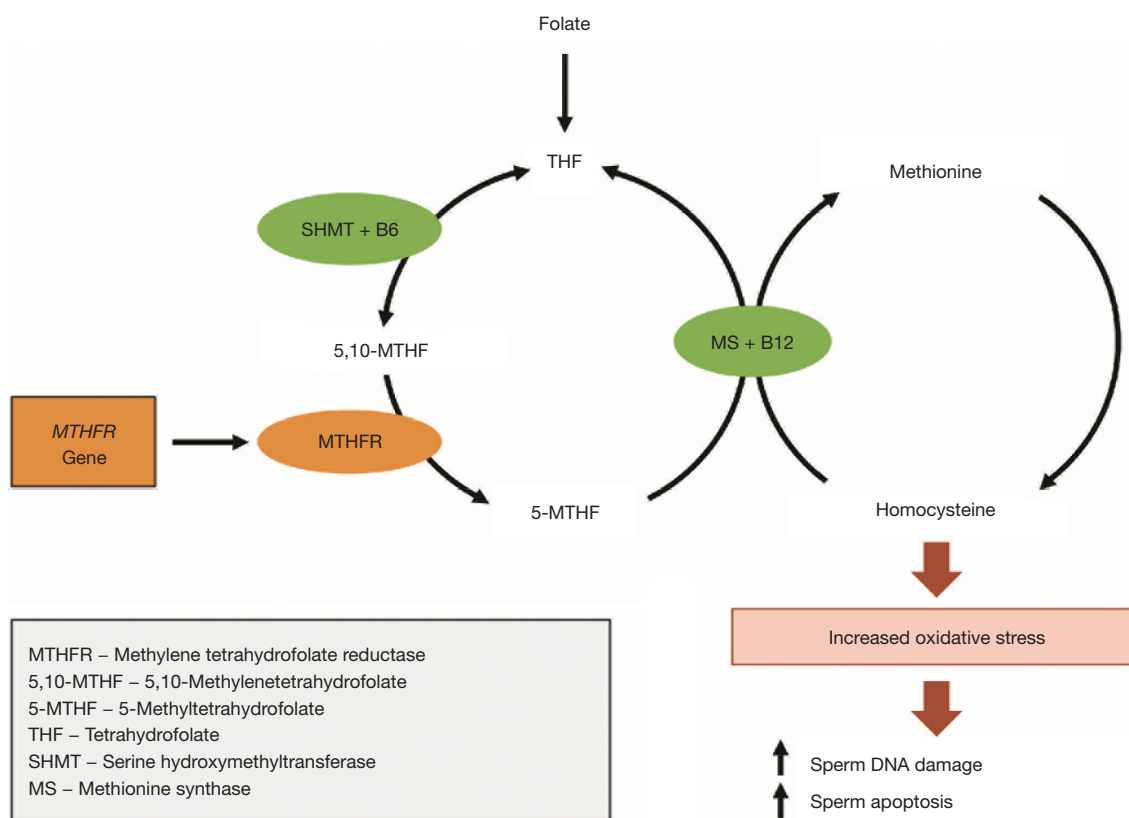 Folate
THF
Methionine
SHMT + B6
5,10-MTHF
MS + B12
MTHFR
Gene
MTHFR
5-MTHF
Homocysteine
Increased oxidative stress
Sperm DNA damage
Sperm apoptosis
MTHFR – Methylene tetrahydrofolate reductase
5,10-MTHF – 5,10-Methylenetetrahydrofolate
5-MTHF – 5-Methyltetrahydrofolate
THF – Tetrahydrofolate
SHMT – Serine hydroxymethyltransferase
MS – Methionine synthase